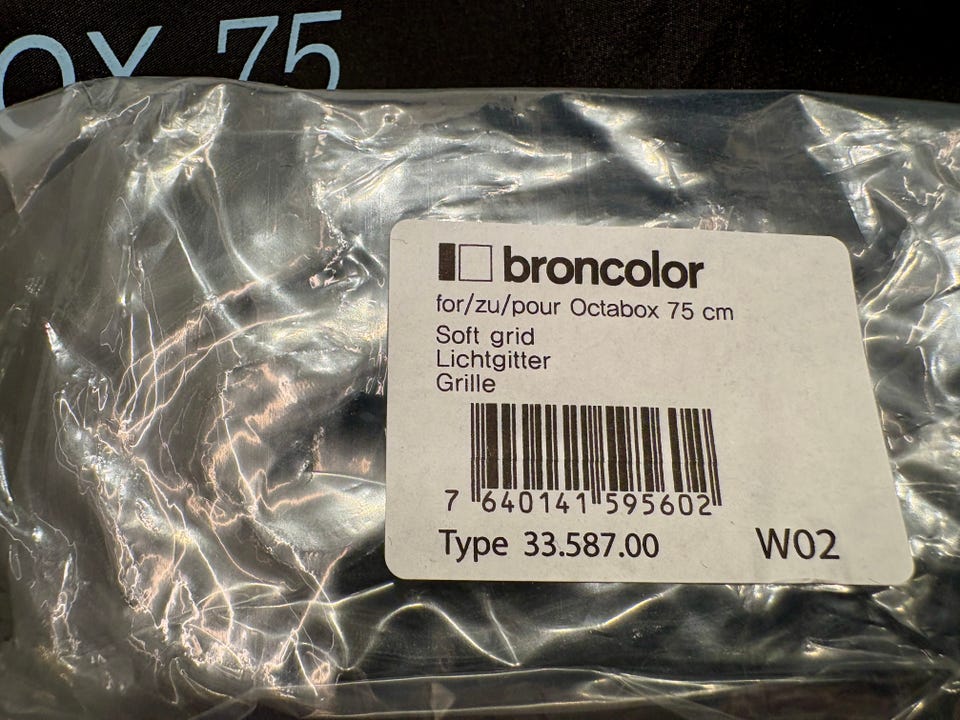 OX 75
broncolor
for/zu/pour Octabox 75 cm
Soft grid
Lichtgitter
Grille
7 640141 595602
Type 33.587.00 W02